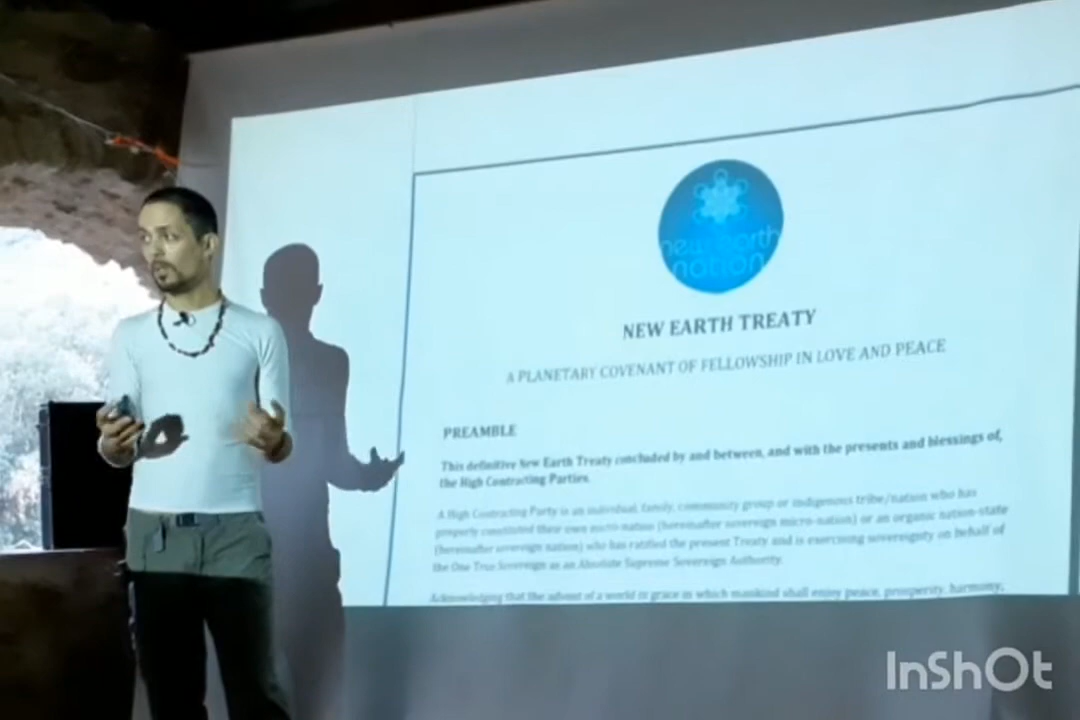 new earth
nation
NEW EARTH TREATY
A PLANETARY COVENANT OF FELLOWSHIP IN LOVE AND PEACE
PREAMBLE
This definitive New Earth Treaty concluded by and between, and with the presents and blessings of,
the High Contracting Parties.
A High Contracting Party is an individual, family, community group or indigenous tribe/nation who has
properly constituted their own micro-nation (hereinafter sovereign micro-nation) or an organic nation-state
(hereinafter sovereign nation) who has ratified the present Treaty and is exercising sovereignty on behalf of
the One True Sovereign as an Absolute Supreme Sovereign Authority.
Acknowledging that the advent of a world in grace in which mankind shall enjoy peace, prosperity, harmony,
InShOt